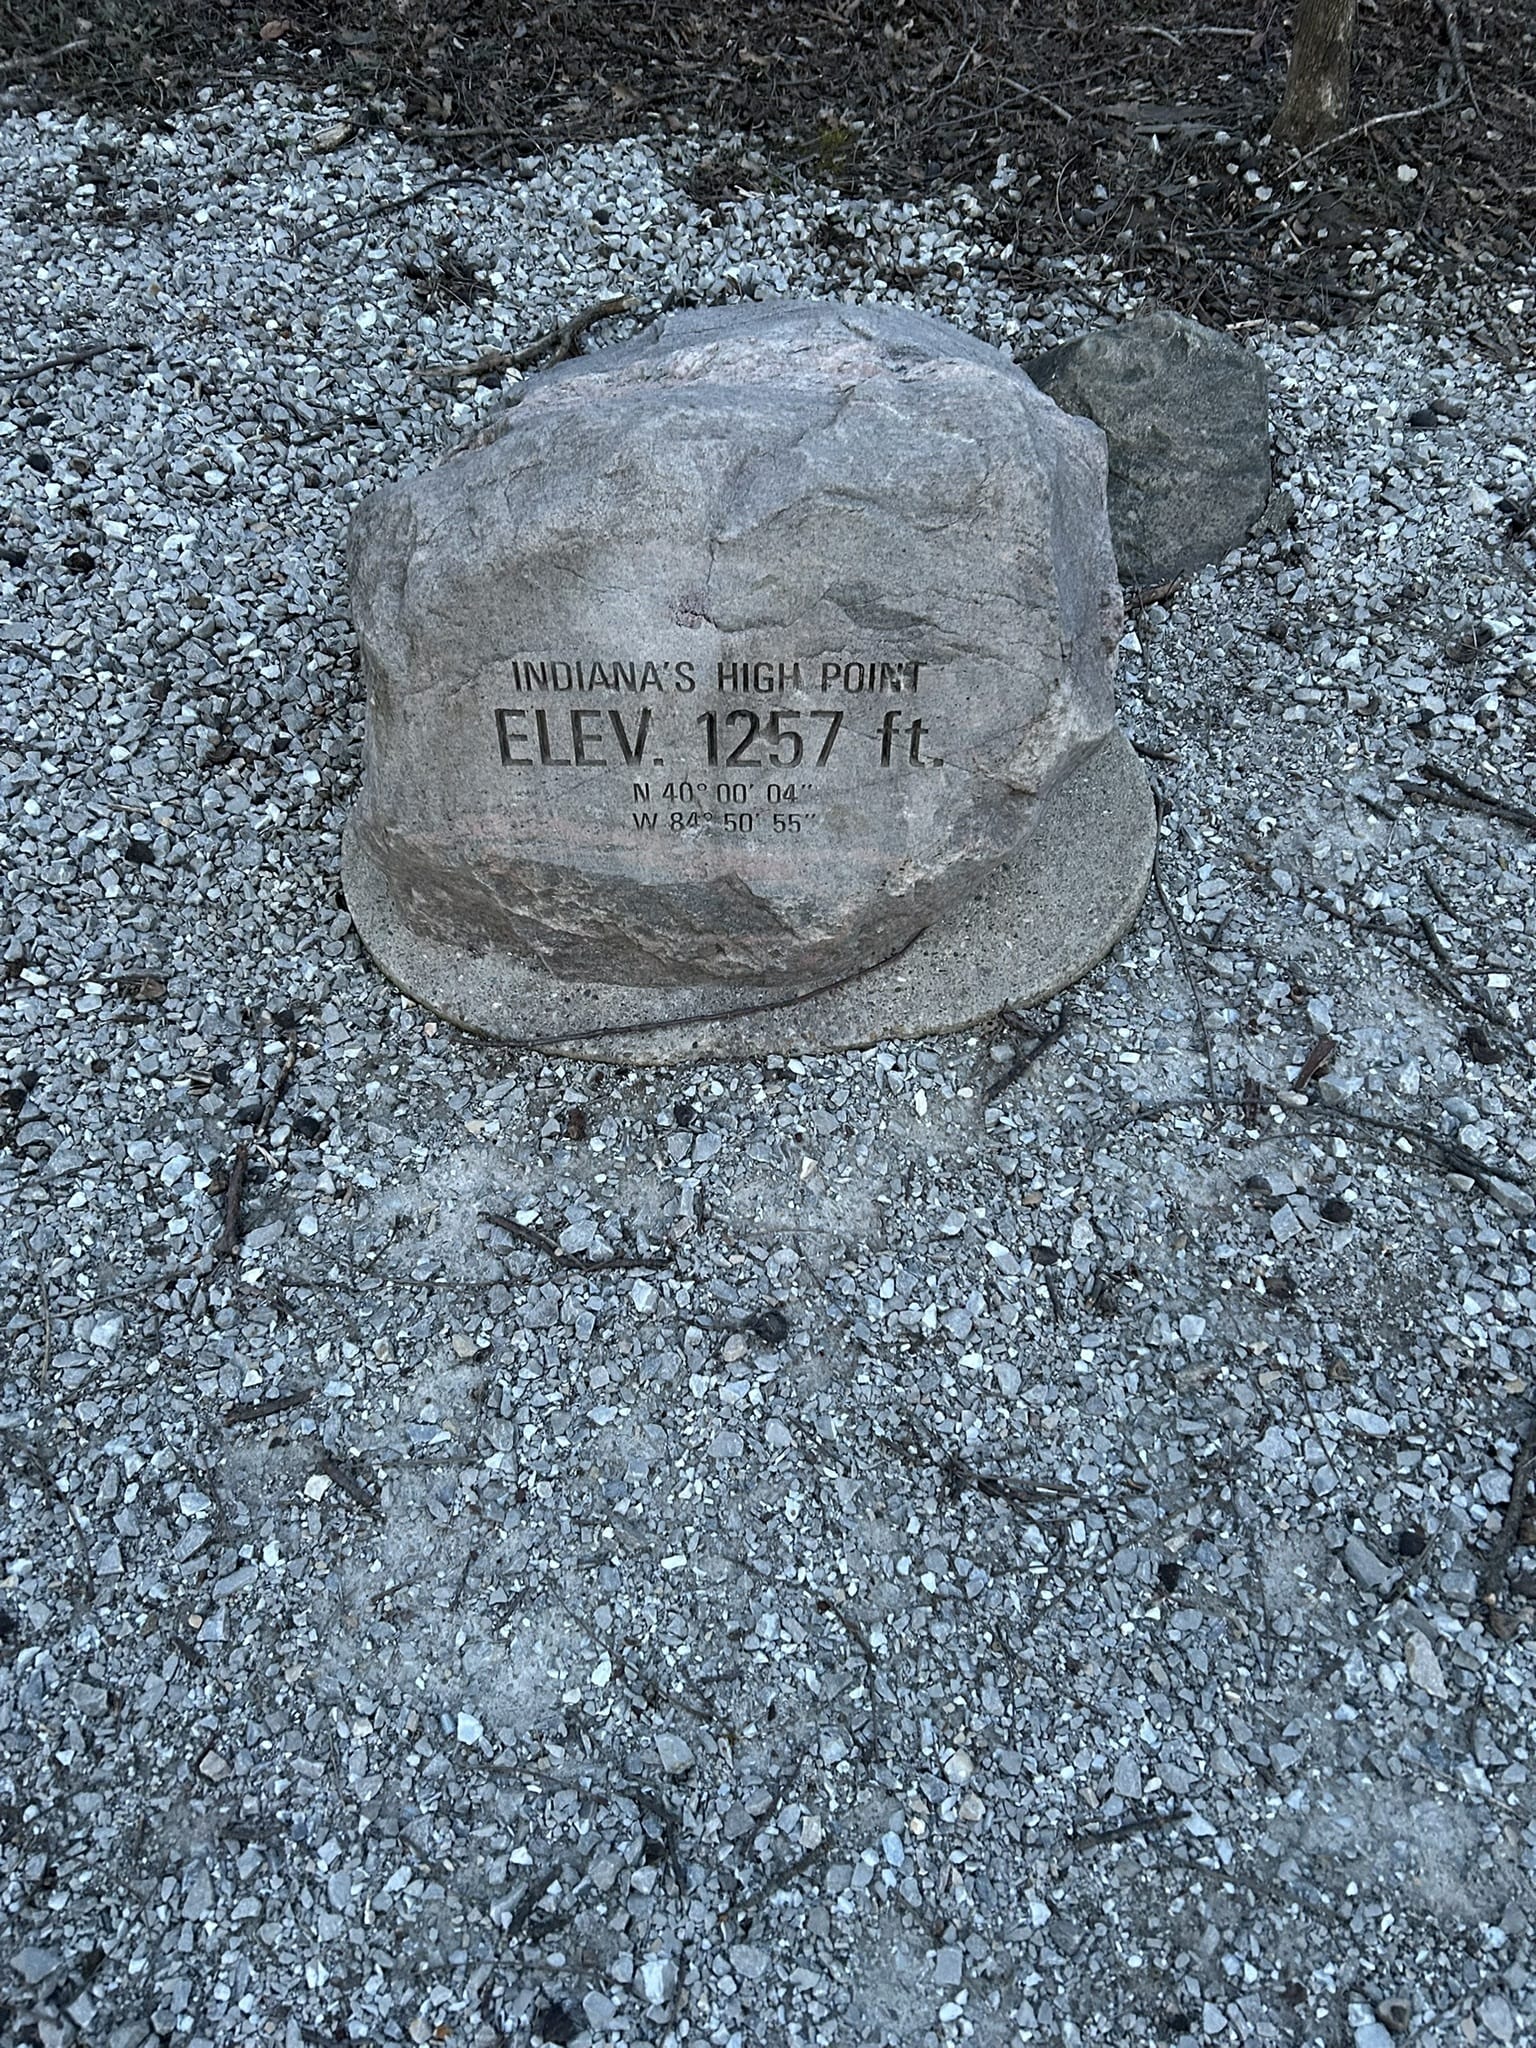 INDIANA'S HIGH POINT
ELEV. 1257 ft.
N 40° 00' 04"
W 84° 50' 55"